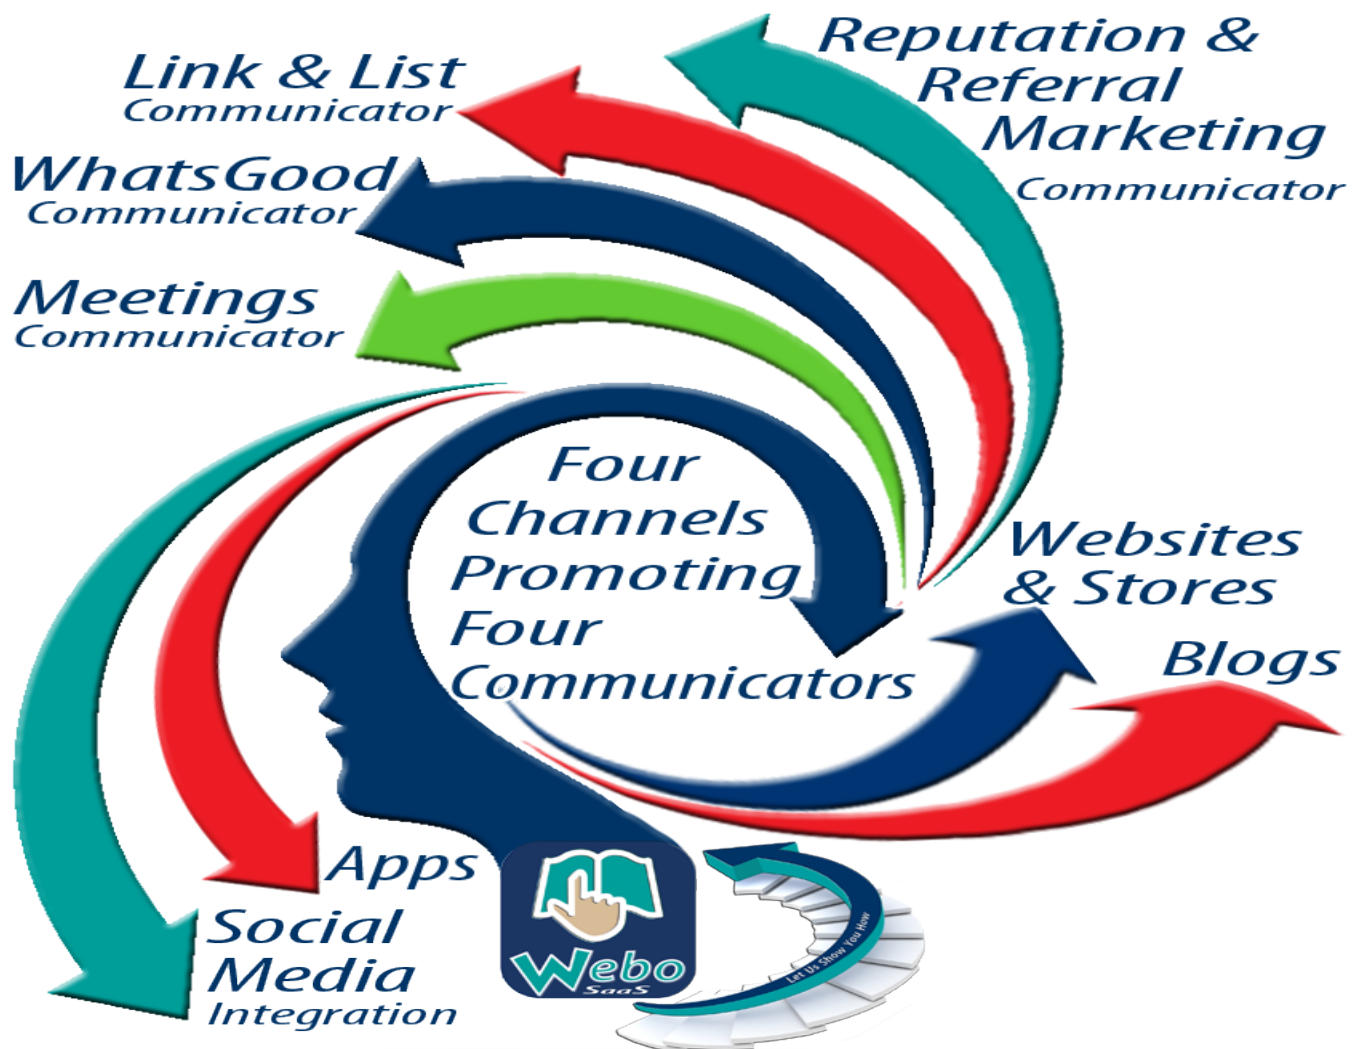 Reputation &
Referral
Marketing
Communicator
Link & List
Communicator
WhatsGood
Communicator
Meetings
Communicator
Four
Channels
Promoting
Four
Communicators
Websites
& Stores
Blogs
Apps
Social
Media
Integration
Webo
SaaS
Let Us Show You How